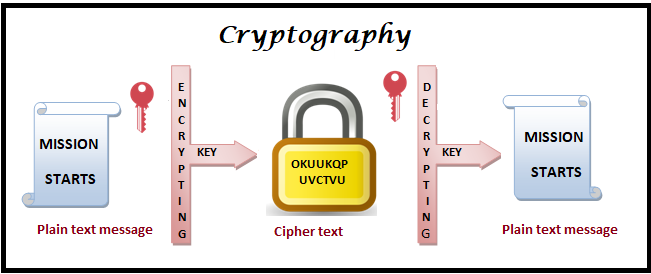 Cryptography
MISSION
STARTS
Plain text message
ENCRYPTING
KEY
OKUUKQP
UVCTVU
Cipher text
DECRYPTING
KEY
MISSION
STARTS
Plain text message